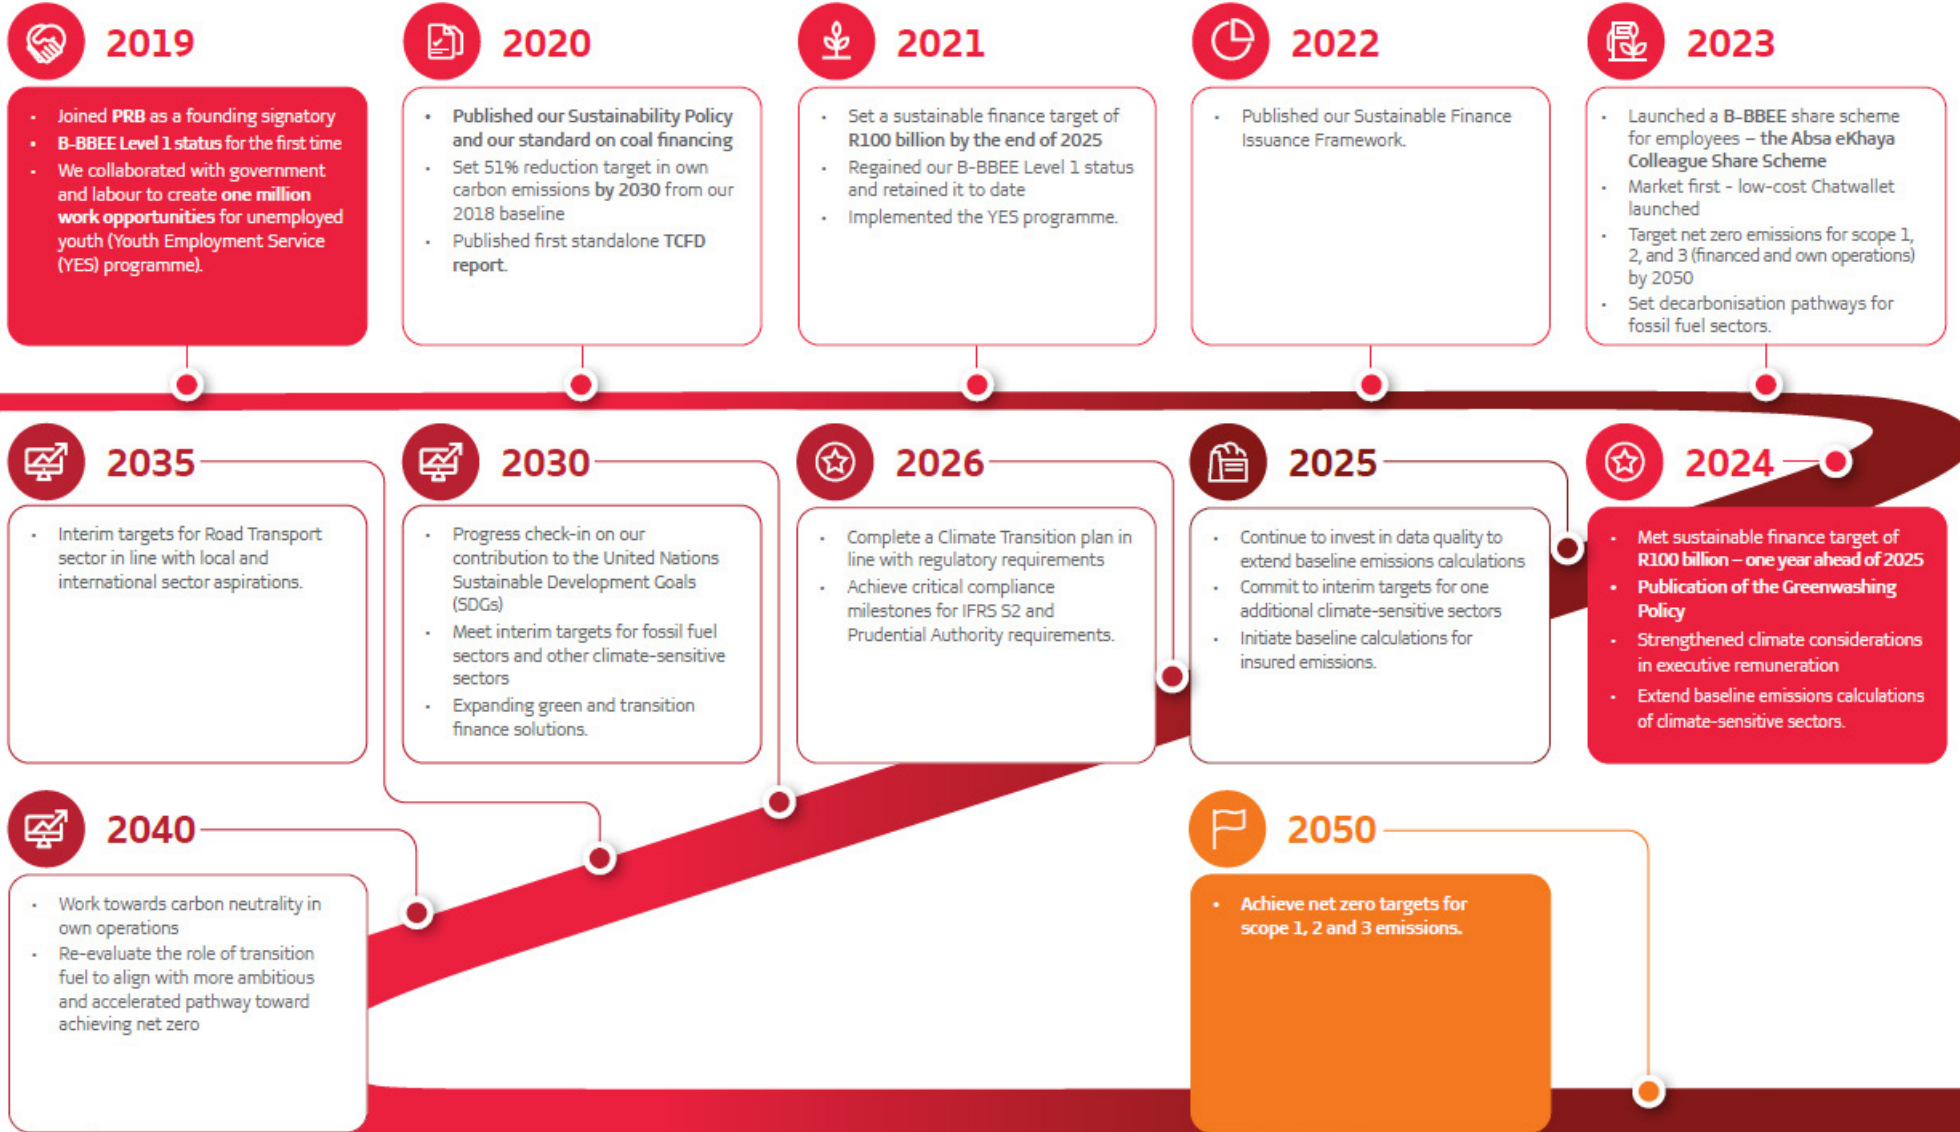 2019
• Joined PRB as a founding signatory
• B-BBEE Level 1 status for the first time
• We collaborated with government
and labour to create one million
work opportunities for unemployed
youth (Youth Employment Service
(YES) programme).
2020
• Published our Sustainability Policy
and our standard on coal financing
• Set 51% reduction target in own
carbon emissions by 2030 from our
2018 baseline
• Published first standalone TCFD
report.
2021
• Set a sustainable finance target of
R100 billion by the end of 2025
• Regained our B-BBEE Level 1 status
and retained it to date
• Implemented the YES programme.
2022
• Published our Sustainable Finance
Issuance Framework.
2023
• Launched a B-BBEE share scheme
for employees – the Absa eKhaya
Colleague Share Scheme
• Market first - low-cost Chatwallet
launched
• Target net zero emissions for scope 1,
2, and 3 (financed and own operations)
by 2050
• Set decarbonisation pathways for
fossil fuel sectors.
2024
• Met sustainable finance target of
R100 billion – one year ahead of 2025
• Publication of the Greenwashing
Policy
• Strengthened climate considerations
in executive remuneration
• Extend baseline emissions calculations
of climate-sensitive sectors.
2025
• Continue to invest in data quality to
extend baseline emissions calculations
• Commit to interim targets for one
additional climate-sensitive sectors
• Initiate baseline calculations for
insured emissions.
2026
• Complete a Climate Transition plan in
line with regulatory requirements
• Achieve critical compliance
milestones for IFRS S2 and
Prudential Authority requirements.
2030
• Progress check-in on our
contribution to the United Nations
Sustainable Development Goals
(SDGs)
• Meet interim targets for fossil fuel
sectors and other climate-sensitive
sectors
• Expanding green and transition
finance solutions.
2035
• Interim targets for Road Transport
sector in line with local and
international sector aspirations.
2040
• Work towards carbon neutrality in
own operations
• Re-evaluate the role of transition
fuel to align with more ambitious
and accelerated pathway toward
achieving net zero
2050
• Achieve net zero targets for
scope 1, 2 and 3 emissions.